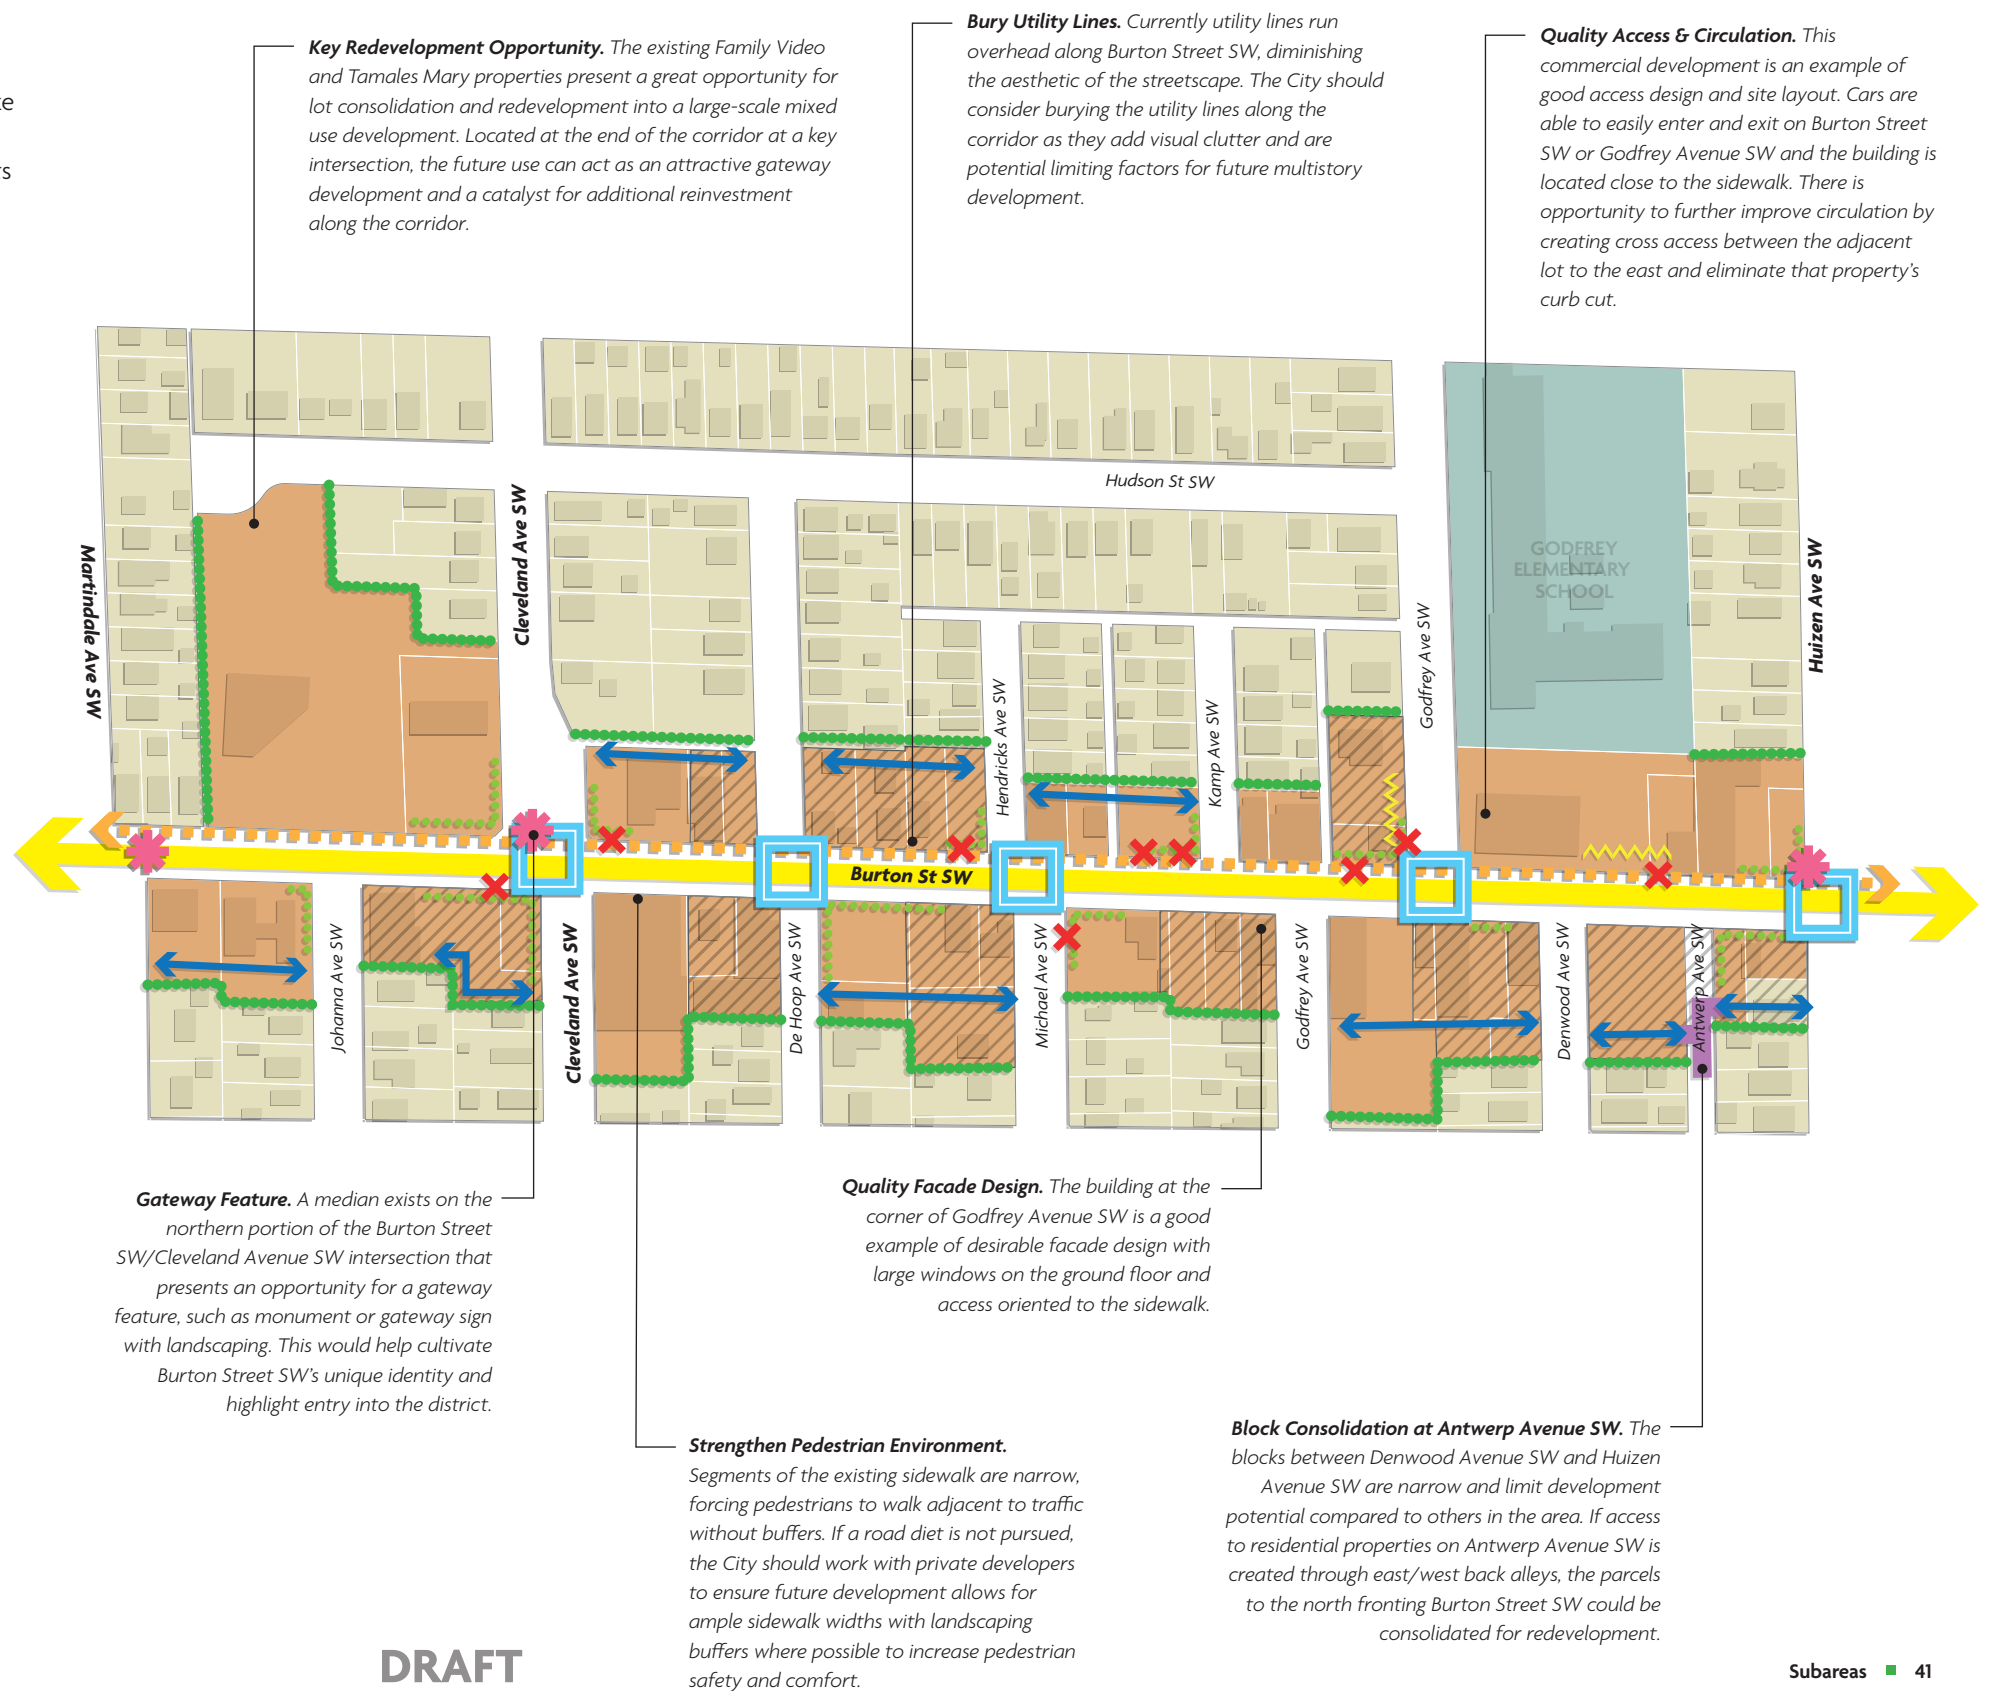 Key Redevelopment Opportunity. The existing Family Video
and Tamales Mary properties present a great opportunity for
lot consolidation and redevelopment into a large-scale mixed
use development. Located at the end of the corridor at a key
intersection, the future use can act as an attractive gateway
development and a catalyst for additional reinvestment
along the corridor.
Bury Utility Lines. Currently utility lines run
overhead along Burton Street SW, diminishing
the aesthetic of the streetscape. The City should
consider burying the utility lines along the
corridor as they add visual clutter and are
potential limiting factors for future multistory
development.
Quality Access & Circulation. This
commercial development is an example of
good access design and site layout. Cars are
able to easily enter and exit on Burton Street
SW or Godfrey Avenue SW and the building is
located close to the sidewalk. There is
opportunity to further improve circulation by
creating cross access between the adjacent
lot to the east and eliminate that property's
curb cut.
Hudson St SW
Martindale Ave SW
Cleveland Ave SW
GODFREY
ELEMENTARY
SCHOOL
Huizen Ave SW
Hendricks Ave SW
Kamp Ave SW
Godfrey Ave SW
Burton St SW
Johanna Ave SW
Cleveland Ave SW
De Hoop Ave SW
Michael Ave SW
Godfrey Ave SW
Denwood Ave SW
Antwerp Ave SW
Gateway Feature. A median exists on the
northern portion of the Burton Street
SW/Cleveland Avenue SW intersection that
presents an opportunity for a gateway
feature, such as monument or gateway sign
with landscaping. This would help cultivate
Burton Street SW's unique identity and
highlight entry into the district.
Quality Facade Design. The building at the
corner of Godfrey Avenue SW is a good
example of desirable facade design with
large windows on the ground floor and
access oriented to the sidewalk.
Strengthen Pedestrian Environment.
Segments of the existing sidewalk are narrow,
forcing pedestrians to walk adjacent to traffic
without buffers. If a road diet is not pursued,
the City should work with private developers
to ensure future development allows for
ample sidewalk widths with landscaping
buffers where possible to increase pedestrian
safety and comfort.
Block Consolidation at Antwerp Avenue SW. The
blocks between Denwood Avenue SW and Huizen
Avenue SW are narrow and limit development
potential compared to others in the area. If access
to residential properties on Antwerp Avenue SW is
created through east/west back alleys, the parcels
to the north fronting Burton Street SW could be
consolidated for redevelopment.
DRAFT
Subareas 41